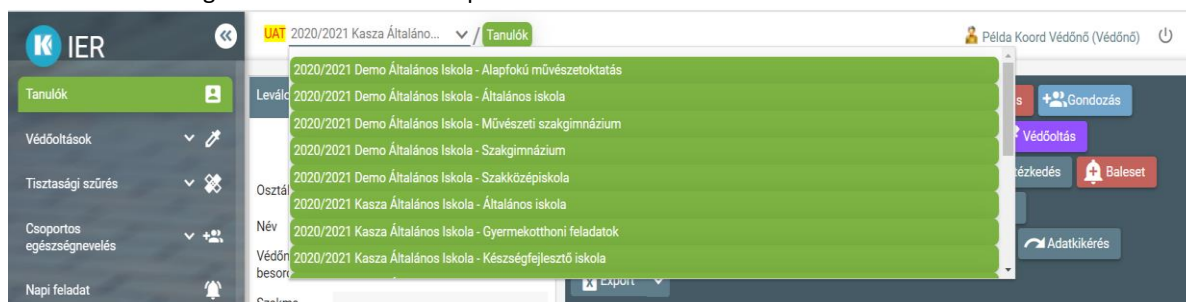 K IER
UAT 2020/2021 Kasza Általáno... / Tanulók
Példa Koord Védőnő (Védőnő)
Tanulók
Védőoltások
Tisztasági szűrés
Csoportos
egészségnevelés
Napi feladat
2020/2021 Demo Általános Iskola - Alapfokú művészetoktatás
2020/2021 Demo Általános Iskola - Általános iskola
2020/2021 Demo Általános Iskola - Művészeti szakgimnázium
2020/2021 Demo Általános Iskola - Szakgimnázium
2020/2021 Demo Általános Iskola - Szakközépiskola
2020/2021 Kasza Általános Iskola - Általános iskola
2020/2021 Kasza Általános Iskola - Gyermekotthoni feladatok
2020/2021 Kasza Általános Iskola - Készségfejlesztő iskola
Név
Gondozás
Védőoltás
Baleset
Adatkikérés
Export